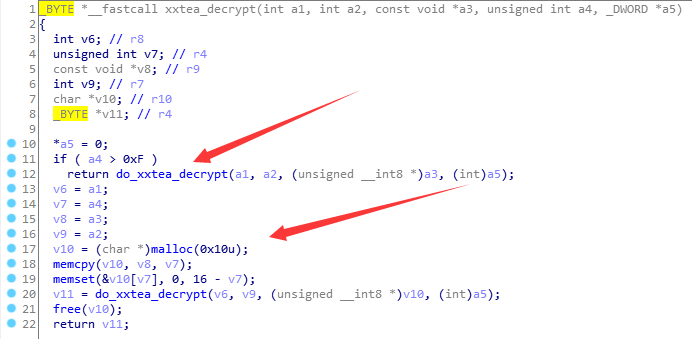 1 _BYTE *__fastcall xxtea_decrypt(int a1, int a2, const void *a3, unsigned int a4, _DWORD *a5)
2 {
3 int v6; // r8
4 unsigned int v7; // r4
5 const void *v8; // r9
6 int v9; // r7
7 char *v10; // r10
8 _BYTE *v11; // r4
9
10 *a5 = 0;
11 if ( a4 > 0xF )
12 return do_xxtea_decrypt(a1, a2, (unsigned __int8 *)a3, (int)a5);
13 v6 = a1;
14 v7 = a4;
15 v8 = a3;
16 v9 = a2;
17 v10 = (char *)malloc(0x10u);
18 memcpy(v10, v8, v7);
19 memset(&v10[v7], 0, 16 - v7);
20 v11 = do_xxtea_decrypt(v6, v9, (unsigned __int8 *)v10, (int)a5);
21 free(v10);
22 return v11;